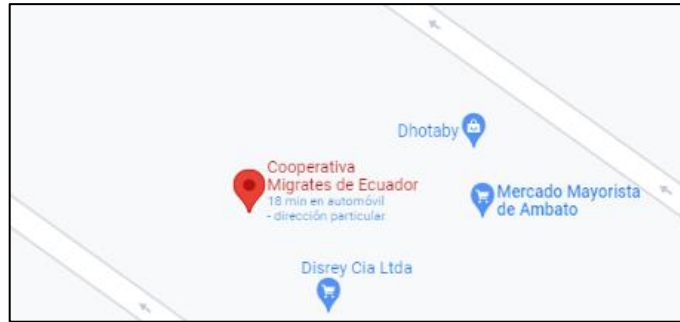 Dhotaby
Cooperativa
Migrates de Ecuador
18 min en automóvil
- dirección particular
Mercado Mayorista
de Ambato
Disrey Cia Ltda